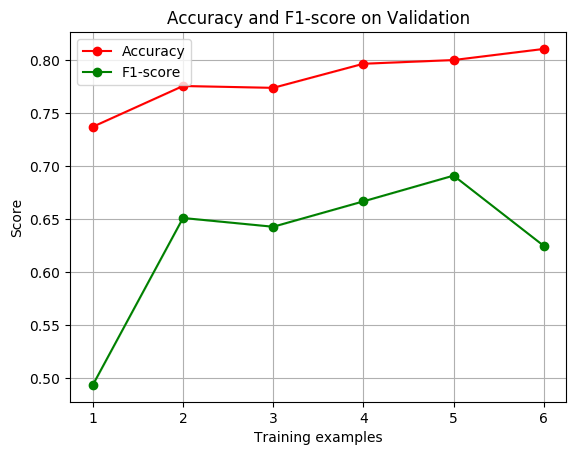 Accuracy and F1-score on Validation
Accuracy
F1-score
0.80
0.75
0.70
0.65
0.60
0.55
0.50
Score
1 2 3 4 5 6
Training examples